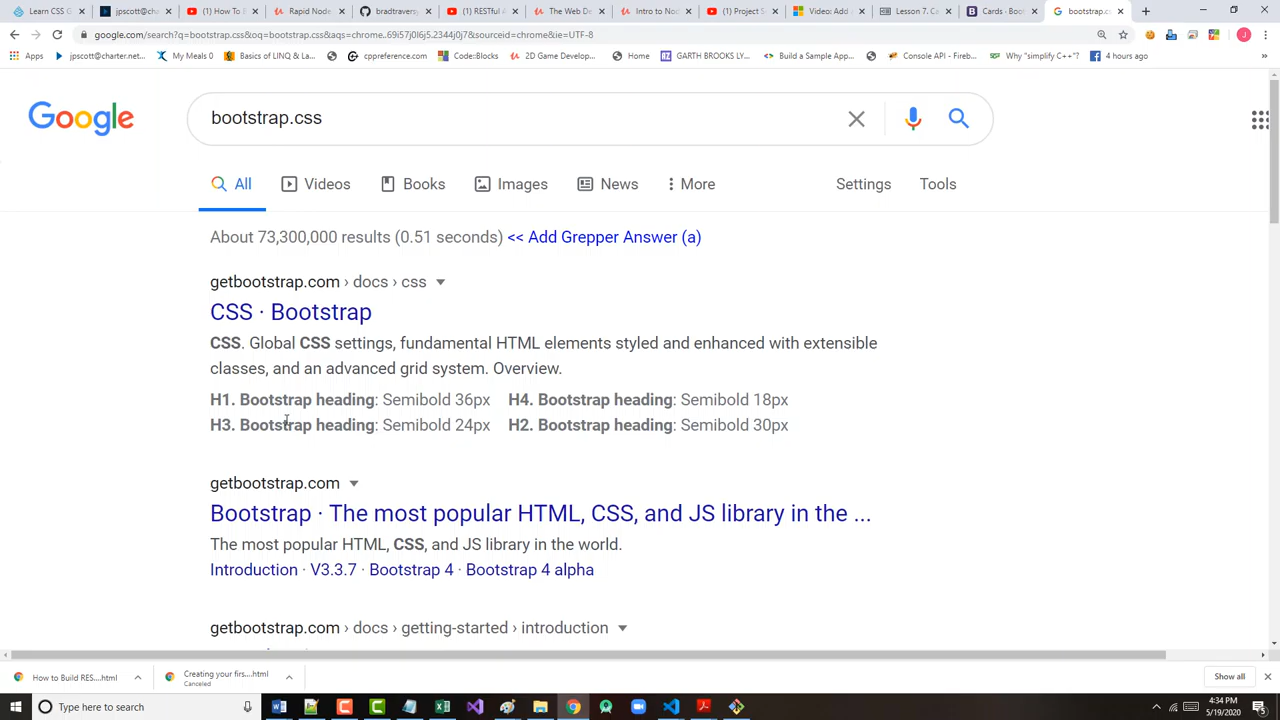 Learn CSS G
jpscott@char
(1) How To B
Rapid Node
bradtraversy
(1) RESTful A
The Web De
Intro to Nod
(1) Project S
Video: Add
Lesson 7. Ca
Cards · Boot
bootstrap.cs
google.com/search?q=bootstrap.css&oq=bootstrap.css&aqs=chrome..69i57j0l6j5.2344j0j7&sourceid=chrome&ie=UTF-8
Apps
jpscott@charter.net...
My Meals 0
Basics of LINQ & La...
cppreference.com
Code::Blocks
2D Game Develop...
Home
GARTH BROOKS LY...
Build a Sample App...
Console API - Fireb...
Why "simplify C++"?
4 hours ago
»
Google
bootstrap.css
All
Videos
Books
Images
News
More
Settings
Tools
About 73,300,000 results (0.51 seconds) << Add Grepper Answer (a)
getbootstrap.com › docs › css
CSS · Bootstrap
CSS. Global CSS settings, fundamental HTML elements styled and enhanced with extensible
classes, and an advanced grid system. Overview.
H1. Bootstrap heading: Semibold 36px H4. Bootstrap heading: Semibold 18px
H3. Bootstrap heading: Semibold 24px H2. Bootstrap heading: Semibold 30px
getbootstrap.com
Bootstrap · The most popular HTML, CSS, and JS library in the ...
The most popular HTML, CSS, and JS library in the world.
Introduction · V3.3.7 · Bootstrap 4 · Bootstrap 4 alpha
getbootstrap.com › docs › getting-started › introduction
How to Build RES....html
Creating your firs....html
Canceled
Show all
Type here to search
4:34 PM
5/19/2020